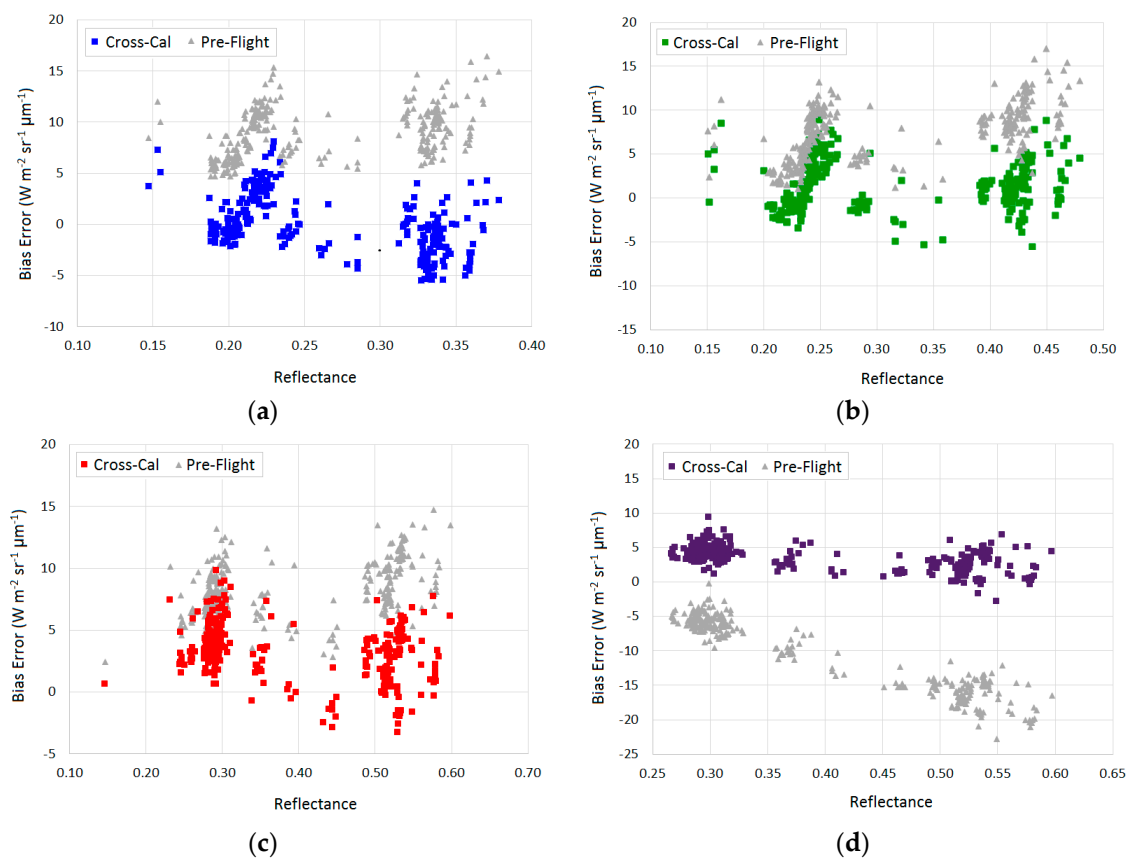 20
15
10
5
0
-5
-10
Bias Error (W m⁻² sr⁻¹ µm⁻¹)
Cross-Cal Pre-Flight
0.10 0.15 0.20 0.25 0.30 0.35 0.40
Reflectance
(a)
20
15
10
5
0
-5
-10
-15
Bias Error (W m⁻² sr⁻¹ µm⁻¹)
Cross-Cal Pre-Flight
0.10 0.15 0.20 0.25 0.30 0.35 0.40 0.45 0.50
Reflectance
(b)
20
15
10
5
0
-5
Bias Error (W m⁻² sr⁻¹ µm⁻¹)
Cross-Cal Pre-Flight
0.10 0.20 0.30 0.40 0.50 0.60 0.70
Reflectance
(c)
20
15
10
5
0
-5
-10
-15
-20
-25
Bias Error (W m⁻² sr⁻¹ µm⁻¹)
Cross-Cal Pre-Flight
0.25 0.30 0.35 0.40 0.45 0.50 0.55 0.60 0.65
Reflectance
(d)